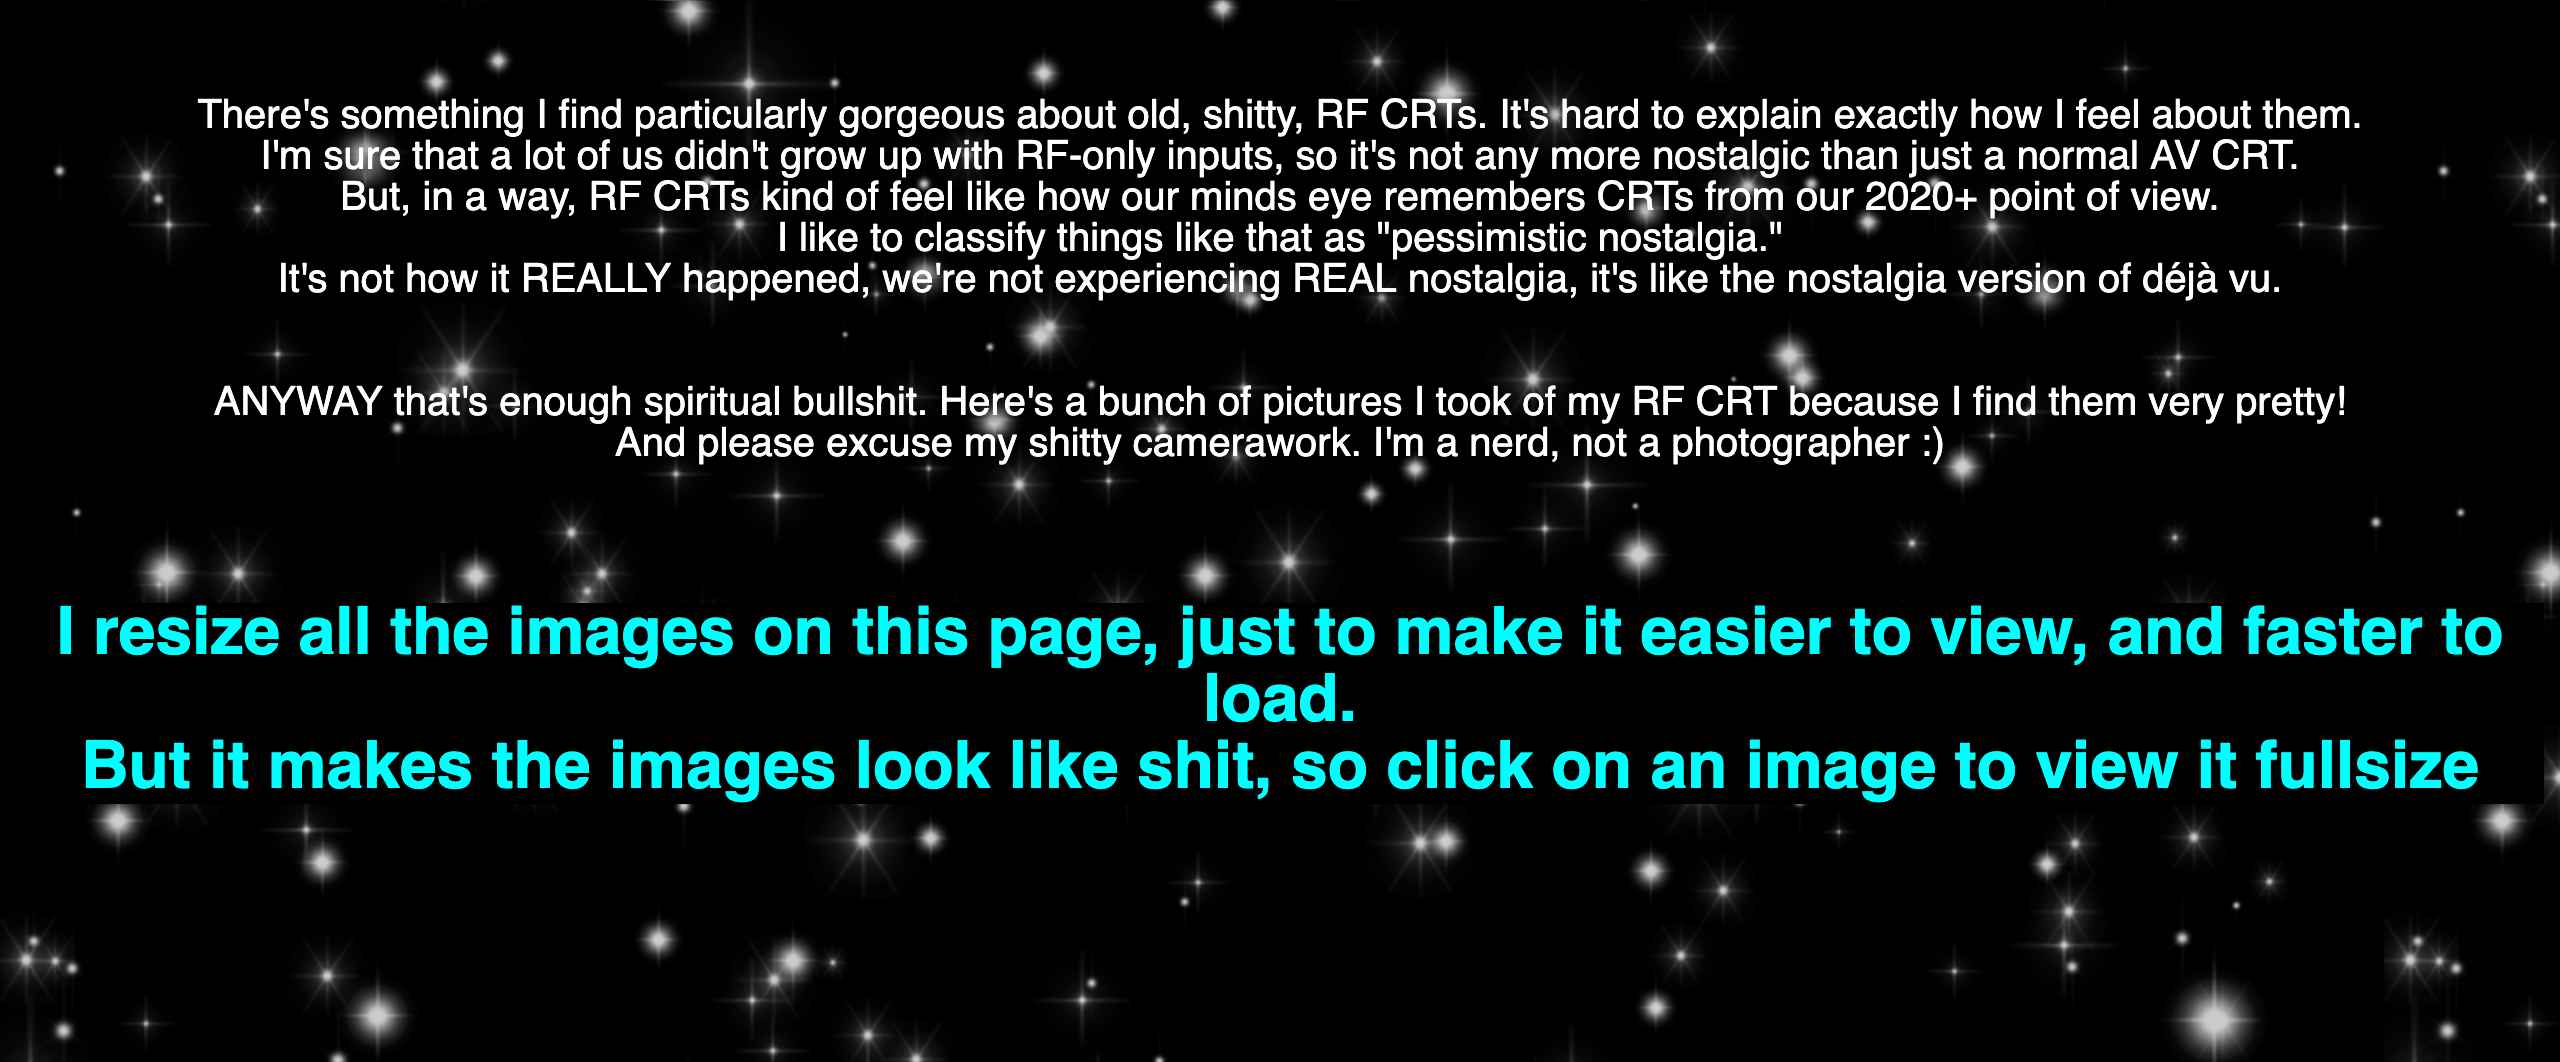 There's something I find particularly gorgeous about old, shitty, RF CRTs. It's hard to explain exactly how I feel about them.
I'm sure that a lot of us didn't grow up with RF-only inputs, so it's not any more nostalgic than just a normal AV CRT.
But, in a way, RF CRTs kind of feel like how our minds eye remembers CRTs from our 2020+ point of view.
I like to classify things like that as "pessimistic nostalgia."
It's not how it REALLY happened, we're not experiencing REAL nostalgia, it's like the nostalgia version of déjà vu.
ANYWAY that's enough spiritual bullshit. Here's a bunch of pictures I took of my RF CRT because I find them very pretty!
And please excuse my shitty camerawork. I'm a nerd, not a photographer :)
I resize all the images on this page, just to make it easier to view, and faster to
load.
But it makes the images look like shit, so click on an image to view it fullsize